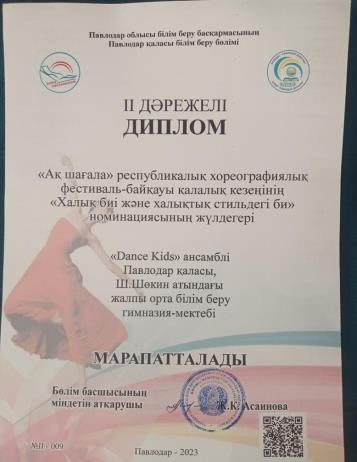 Павлодар облысы білім беру басқармасының
Павлодар қаласы білім беру бөлімі
II ДӘРЕЖЕЛІ
ДИПЛОМ
«Ақ шағала» республикалық хореографиялық
фестиваль-байқауы қалалық кезеңінің
«Халық биі және халықтық стильдегі би»
номинациясының жүлдегері
«Dance Kids» ансамблі
Павлодар қаласы,
Ш.Шөкин атындағы
жалпы орта білім беру
гимназия-мектебі
МАРАПАТТАЛАДЫ
Бөлім басшысының
міндетін атқарушы Ж.К. Асаинова
№II - 009
Павлодар - 2023